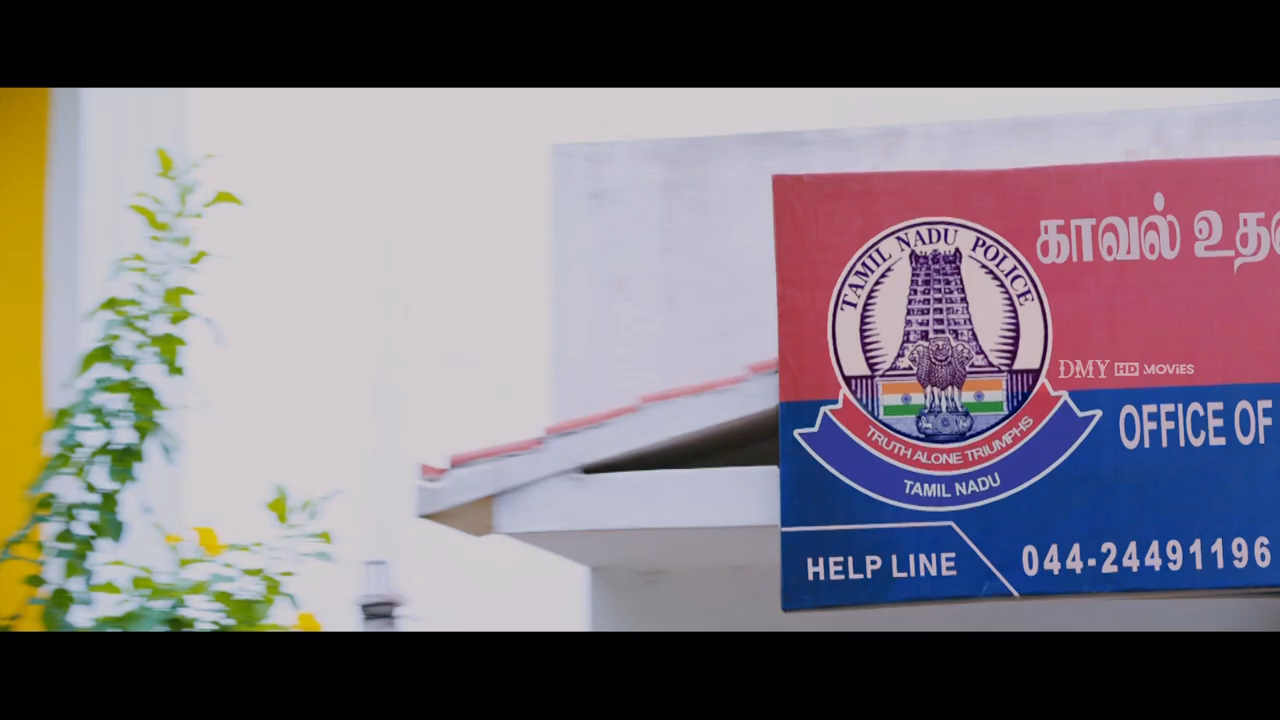 காவல் உத
TAMIL NADU POLICE
DMY HD MOVIES
OFFICE OF
TRUTH ALONE TRIUMPHS
TAMIL NADU
HELP LINE
044-24491196